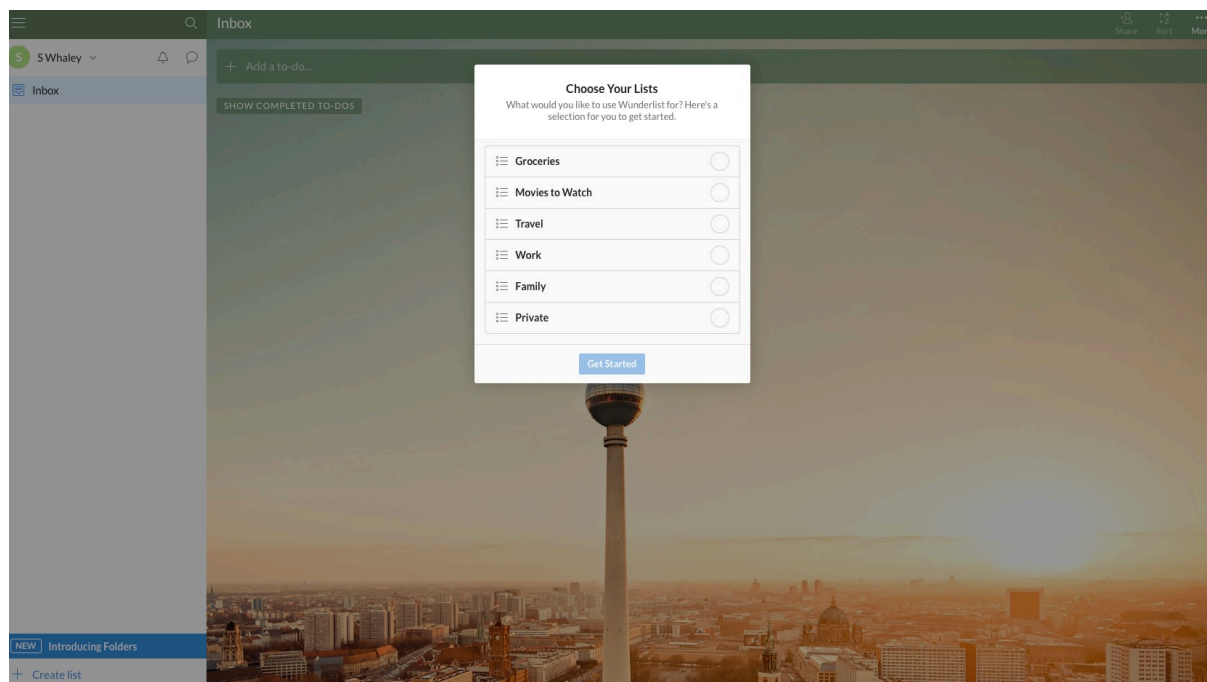 Inbox
Share
Sort
Mor
S
S Whaley
Inbox
+ Add a to-do...
SHOW COMPLETED TO-DOS
Choose Your Lists
What would you like to use Wunderlist for? Here's a
selection for you to get started.
Groceries
Movies to Watch
Travel
Work
Family
Private
Get Started
NEW Introducing Folders
+ Create list